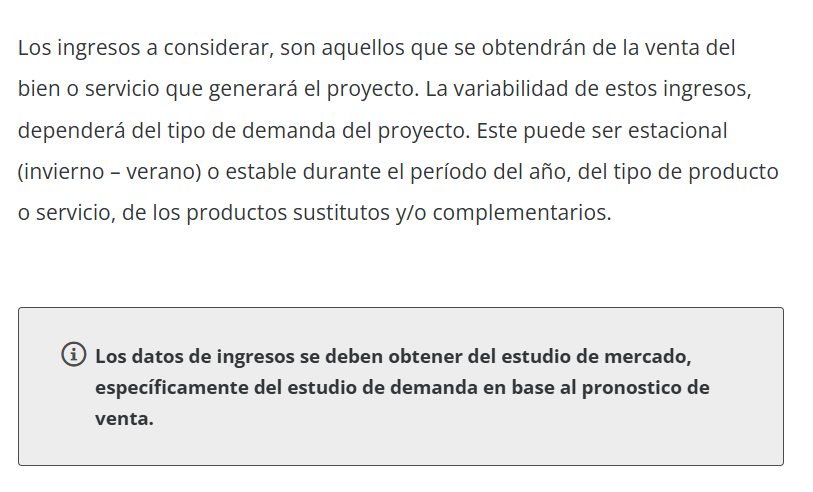 Los ingresos a considerar, son aquellos que se obtendrán de la venta del
bien o servicio que generará el proyecto. La variabilidad de estos ingresos,
dependerá del tipo de demanda del proyecto. Este puede ser estacional
(invierno – verano) o estable durante el período del año, del tipo de producto
o servicio, de los productos sustitutos y/o complementarios.
Los datos de ingresos se deben obtener del estudio de mercado,
específicamente del estudio de demanda en base al pronostico de
venta.